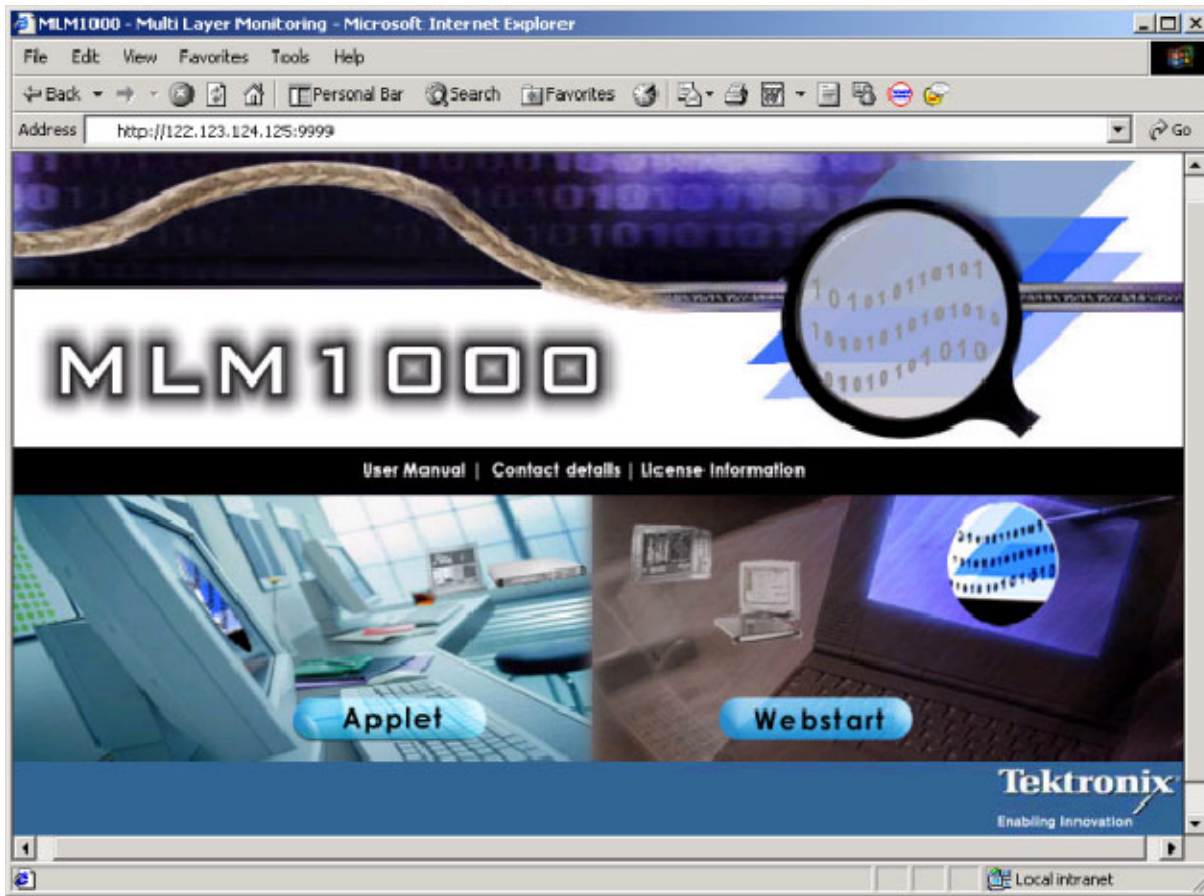 MLM1000 - Multi Layer Monitoring - Microsoft Internet Explorer
File Edit View Favorites Tools Help
Back Personal Bar Search Favorites
Address http://122.123.124.125:9999 Go
MLM1000
User Manual | Contact details | License Information
Applet Webstart
Tektronix
Enabling Innovation
Local intranet